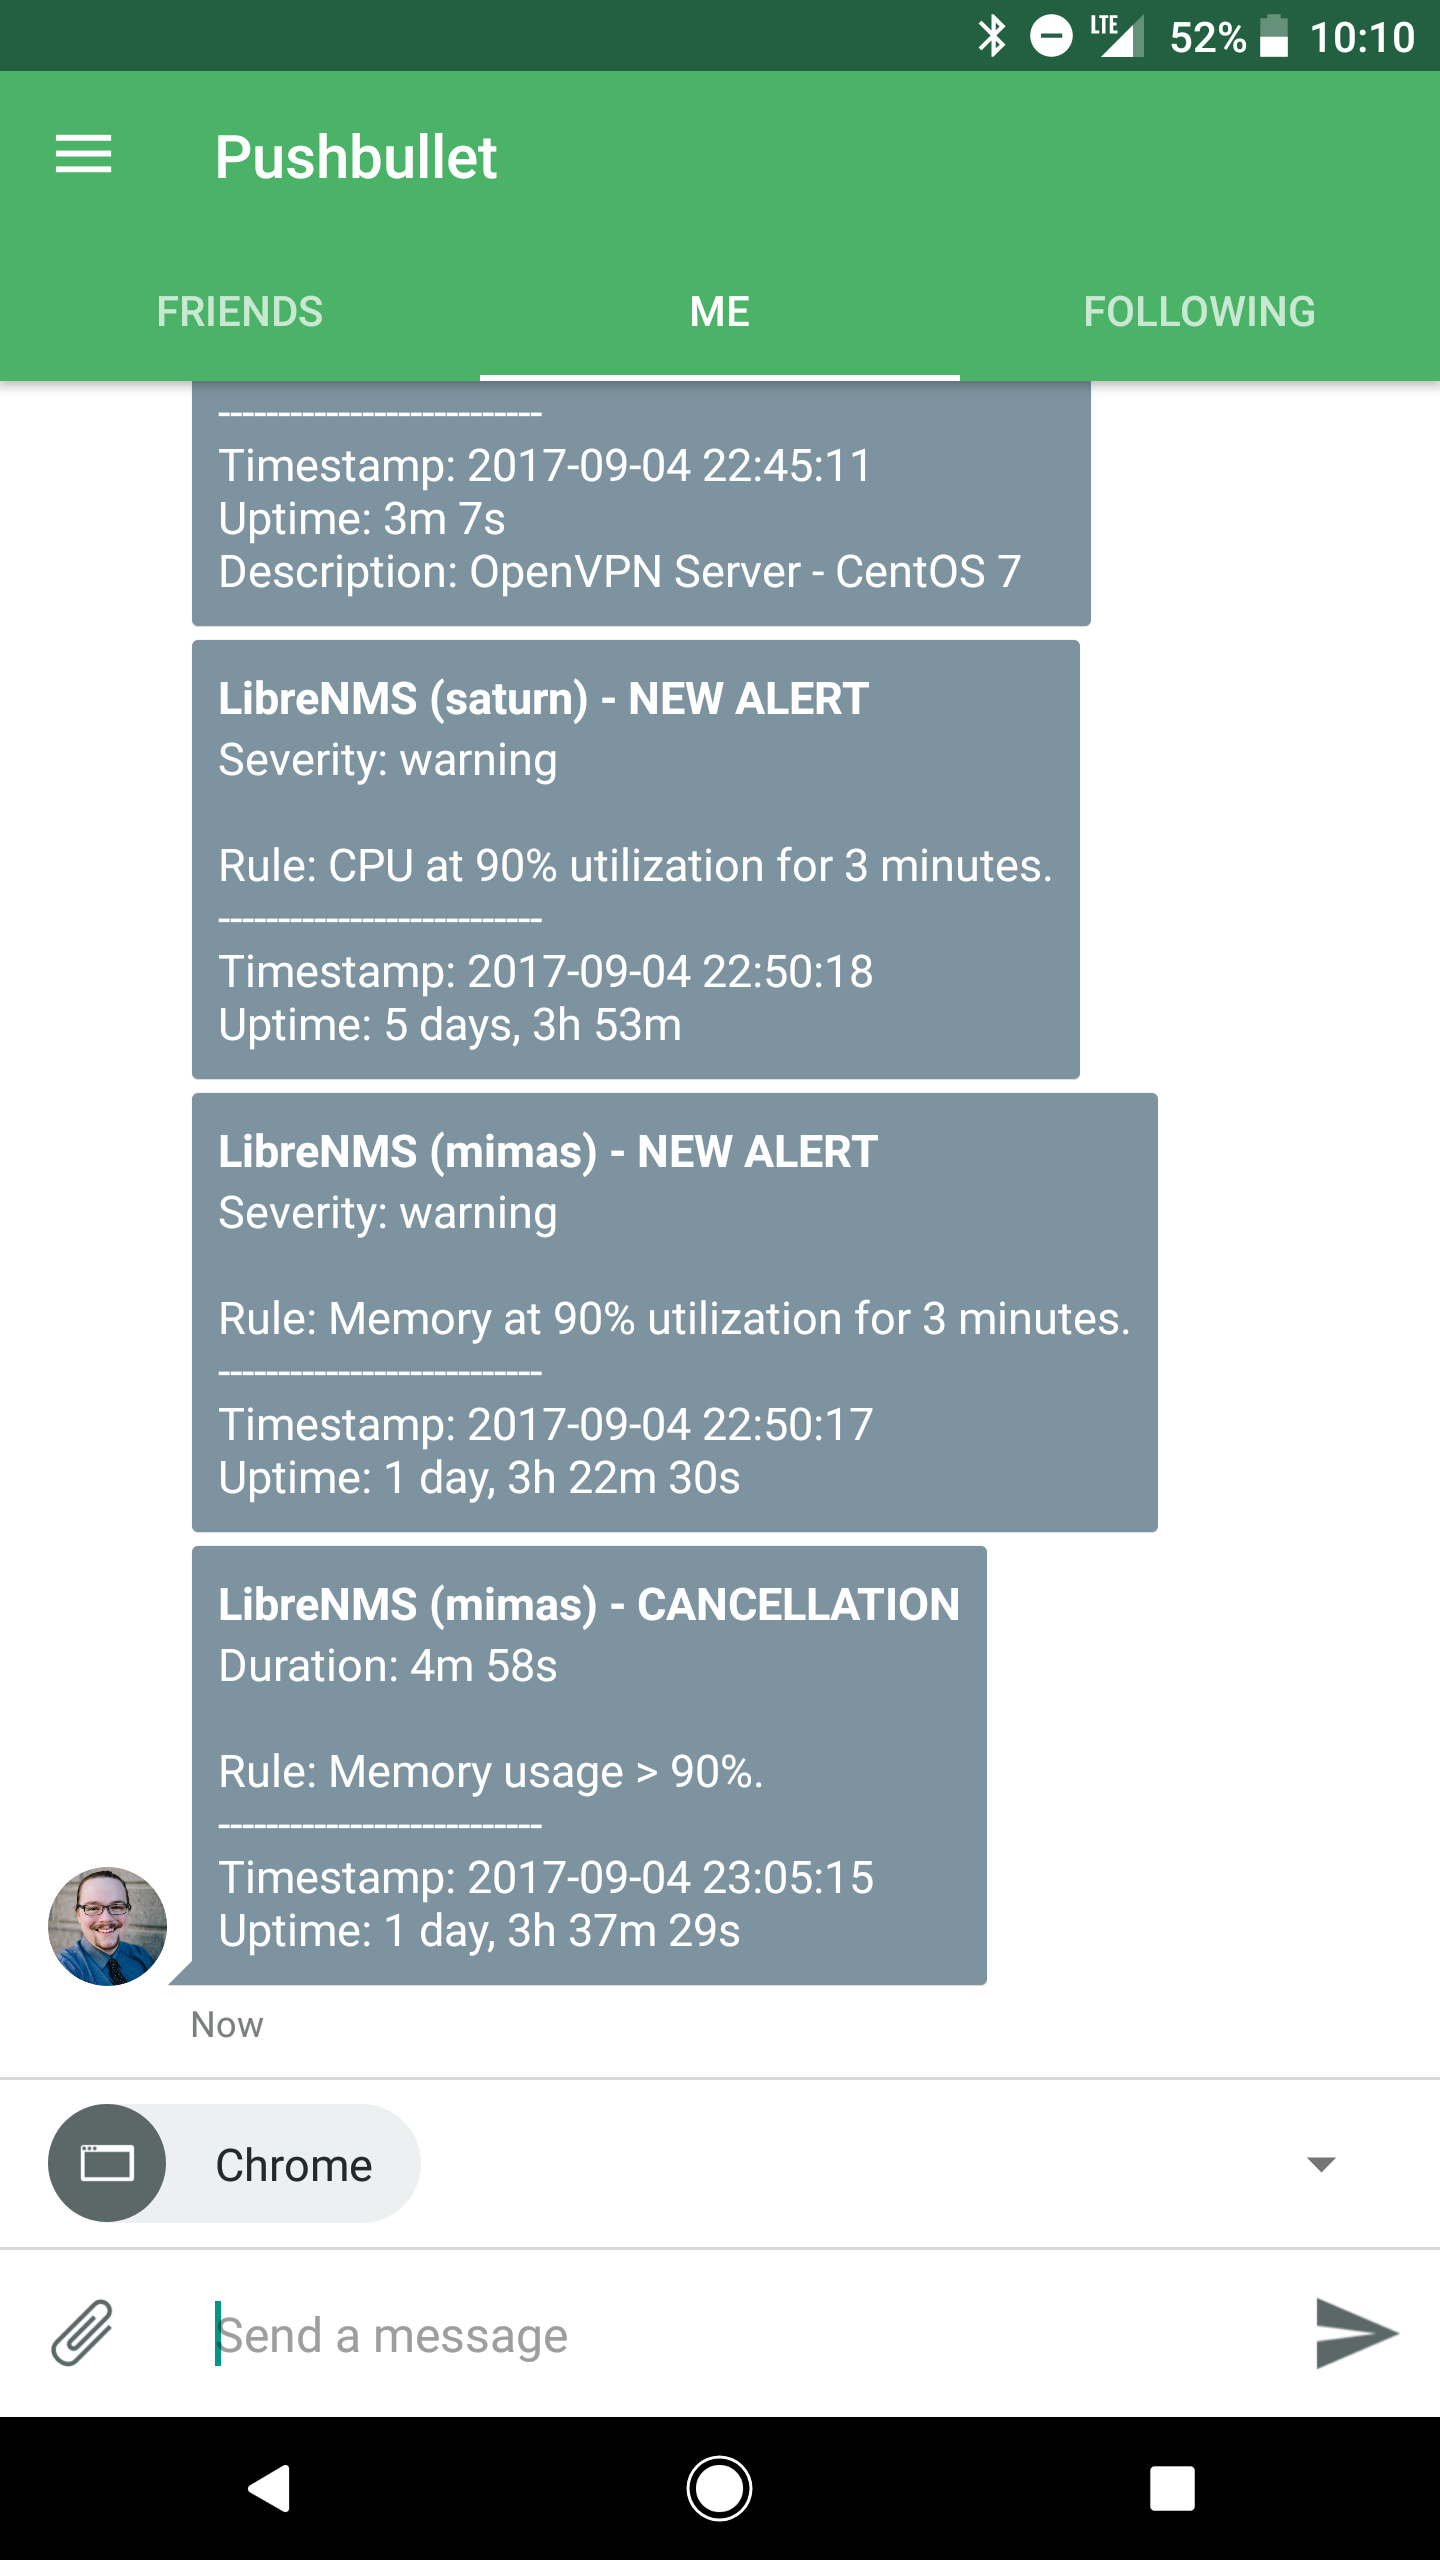 LTE 52% 10:10
Pushbullet
FRIENDS ME FOLLOWING
---------------------------
Timestamp: 2017-09-04 22:45:11
Uptime: 3m 7s
Description: OpenVPN Server - CentOS 7
LibreNMS (saturn) - NEW ALERT
Severity: warning
Rule: CPU at 90% utilization for 3 minutes.
---------------------------
Timestamp: 2017-09-04 22:50:18
Uptime: 5 days, 3h 53m
LibreNMS (mimas) - NEW ALERT
Severity: warning
Rule: Memory at 90% utilization for 3 minutes.
---------------------------
Timestamp: 2017-09-04 22:50:17
Uptime: 1 day, 3h 22m 30s
LibreNMS (mimas) - CANCELLATION
Duration: 4m 58s
Rule: Memory usage > 90%.
---------------------------
Timestamp: 2017-09-04 23:05:15
Uptime: 1 day, 3h 37m 29s
Now
Chrome
Send a message